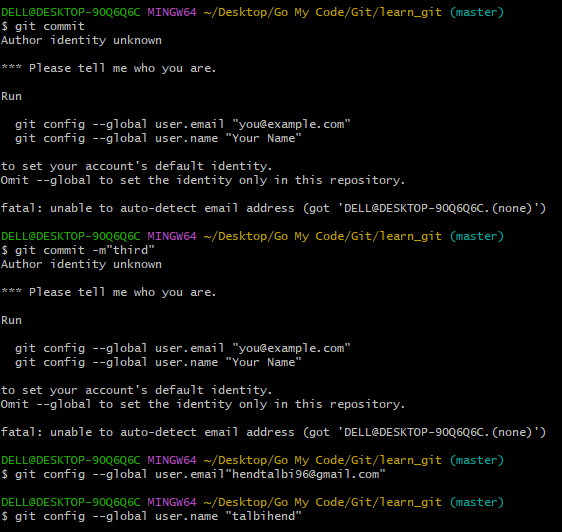 DELL@DESKTOP-9OQ6Q6C MINGW64 ~/Desktop/Go My Code/Git/learn_git (master)
$ git commit
Author identity unknown
*** Please tell me who you are.
Run
git config --global user.email "you@example.com"
git config --global user.name "Your Name"
to set your account's default identity.
Omit --global to set the identity only in this repository.
fatal: unable to auto-detect email address (got 'DELL@DESKTOP-9OQ6Q6C.(none)')
DELL@DESKTOP-9OQ6Q6C MINGW64 ~/Desktop/Go My Code/Git/learn_git (master)
$ git commit -m"third"
Author identity unknown
*** Please tell me who you are.
Run
git config --global user.email "you@example.com"
git config --global user.name "Your Name"
to set your account's default identity.
Omit --global to set the identity only in this repository.
fatal: unable to auto-detect email address (got 'DELL@DESKTOP-9OQ6Q6C.(none)')
DELL@DESKTOP-9OQ6Q6C MINGW64 ~/Desktop/Go My Code/Git/learn_git (master)
$ git config --global user.email"hendtalbi96@gmail.com"
DELL@DESKTOP-9OQ6Q6C MINGW64 ~/Desktop/Go My Code/Git/learn_git (master)
$ git config --global user.name "talbihend"